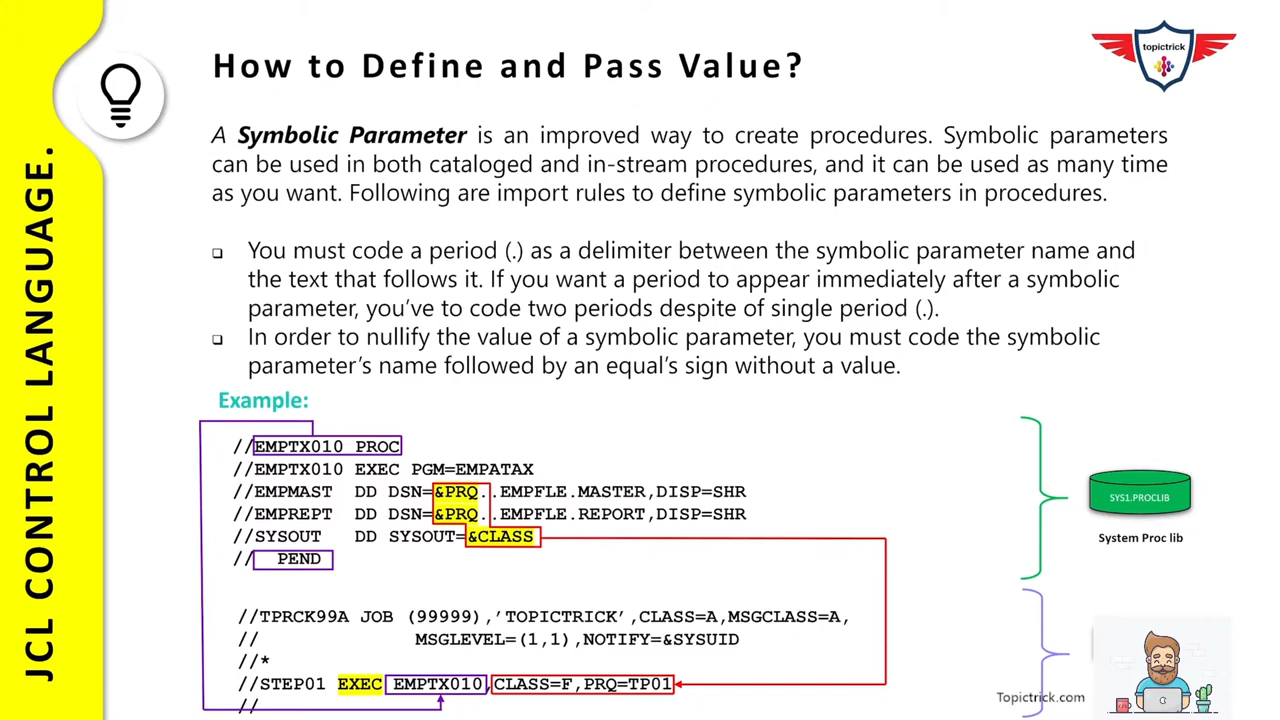 topictrick
How to Define and Pass Value?
JCL CONTROL LANGUAGE.
A Symbolic Parameter is an improved way to create procedures. Symbolic parameters
can be used in both cataloged and in-stream procedures, and it can be used as many time
as you want. Following are import rules to define symbolic parameters in procedures.
❑ You must code a period (.) as a delimiter between the symbolic parameter name and
the text that follows it. If you want a period to appear immediately after a symbolic
parameter, you’ve to code two periods despite of single period (.).
❑ In order to nullify the value of a symbolic parameter, you must code the symbolic
parameter’s name followed by an equal’s sign without a value.
Example:
//EMPTX010 PROC
//EMPTX010 EXEC PGM=EMPATAX
//EMPMAST DD DSN=&PRQ..EMPFLE.MASTER,DISP=SHR
//EMPREPT DD DSN=&PRQ..EMPFLE.REPORT,DISP=SHR
//SYSOUT DD SYSOUT=&CLASS
// PEND
SYS1.PROCLIB
System Proc lib
//TPRCK99A JOB (99999),’TOPICTRICK’,CLASS=A,MSGCLASS=A,
// MSGLEVEL=(1,1),NOTIFY=&SYSUID
//*
//STEP01 EXEC EMPTX010,CLASS=F,PRQ=TP01
//
Topictrick.com